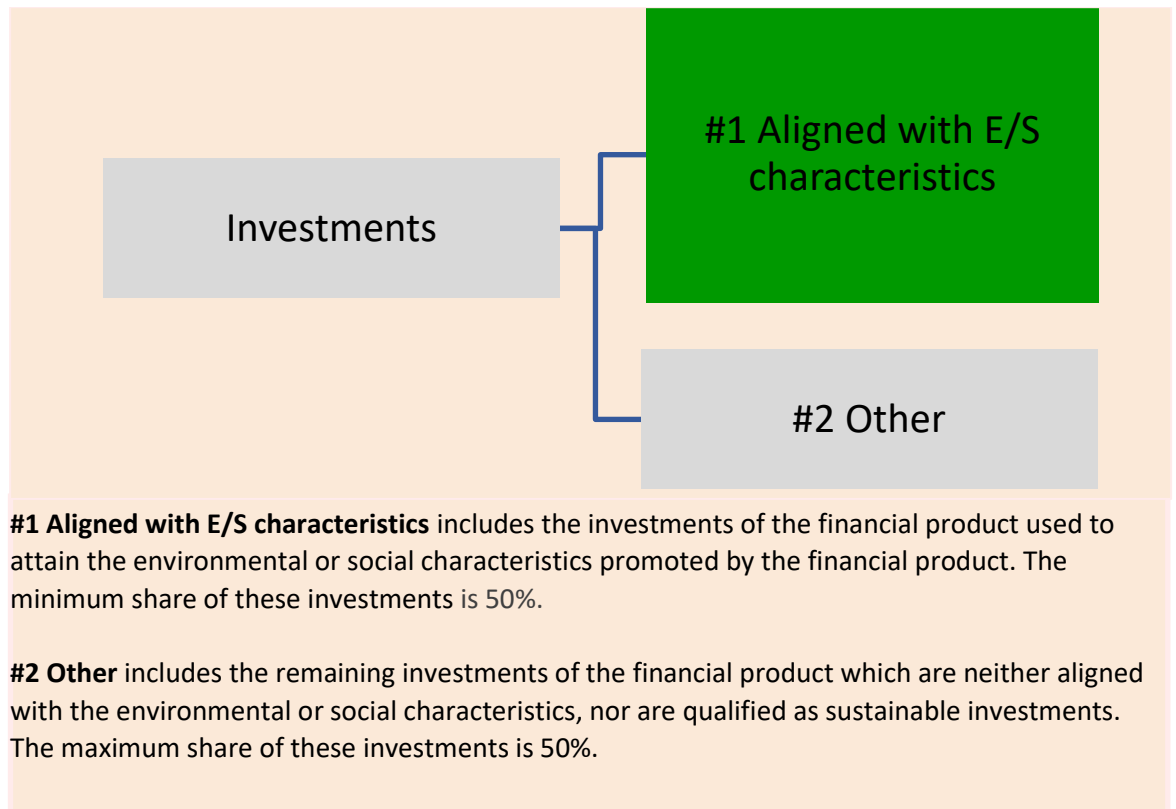 #1 Aligned with E/S
characteristics
Investments
#2 Other
#1 Aligned with E/S characteristics includes the investments of the financial product used to
attain the environmental or social characteristics promoted by the financial product. The
minimum share of these investments is 50%.
#2 Other includes the remaining investments of the financial product which are neither aligned
with the environmental or social characteristics, nor are qualified as sustainable investments.
The maximum share of these investments is 50%.